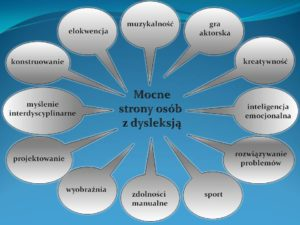 muzykalność
gra
aktorska
kreatywność
inteligencja
emocjonalna
rozwiązywanie
problemów
sport
zdolności
manualne
wyobraźnia
projektowanie
myślenie
interdyscyplinarne
konstruowanie
elokwencja
Mocne
strony osób
z dysleksją